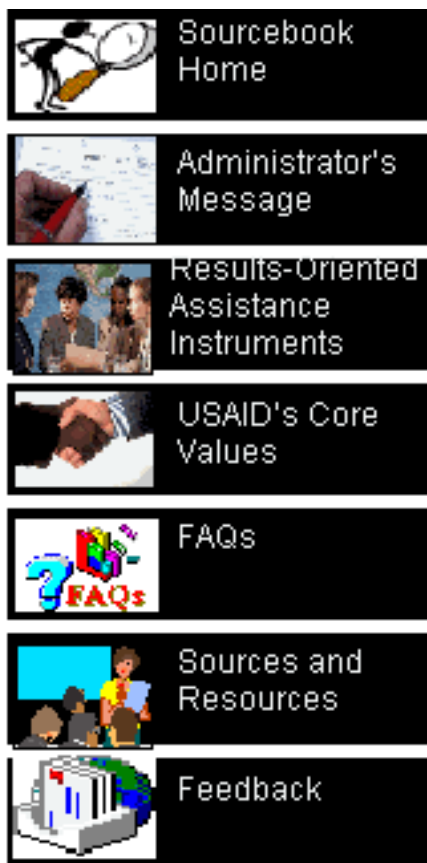 Sourcebook
Home
Administrator's
Message
Results-Oriented
Assistance
Instruments
USAID's Core
Values
FAQs
FAQs
Sources and
Resources
Feedback